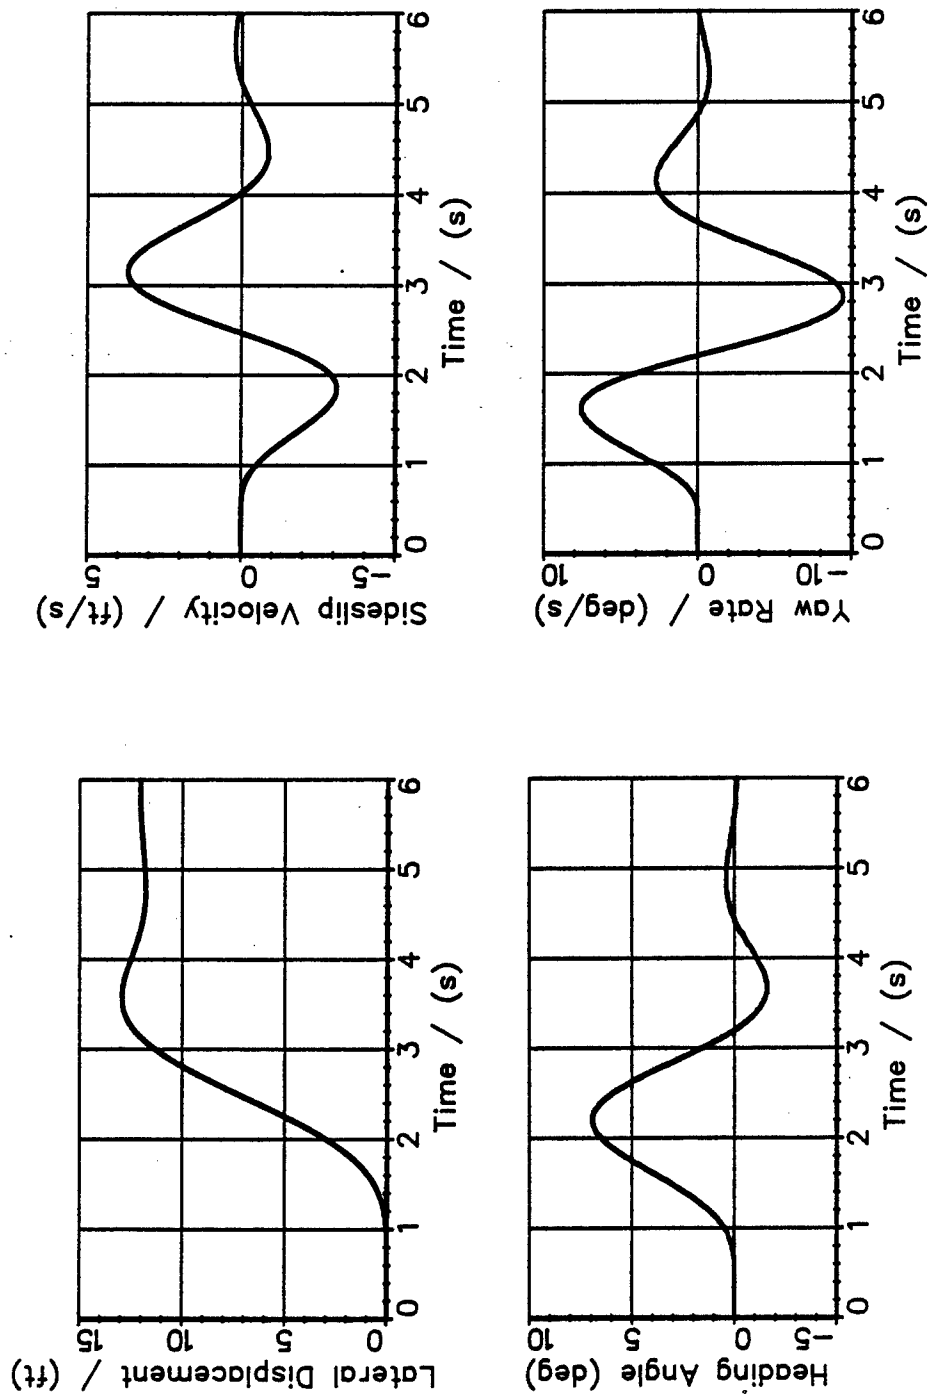 Lateral Displacement / (ft)
15
10
5
0
0 1 2 3 4 5 6
Time / (s)
Sideslip Velocity / (ft/s)
5
0
-5
0 1 2 3 4 5 6
Time / (s)
Heading Angle (deg)
10
5
0
-5
0 1 2 3 4 5 6
Time / (s)
Yaw Rate / (deg/s)
10
0
-10
0 1 2 3 4 5 6
Time / (s)